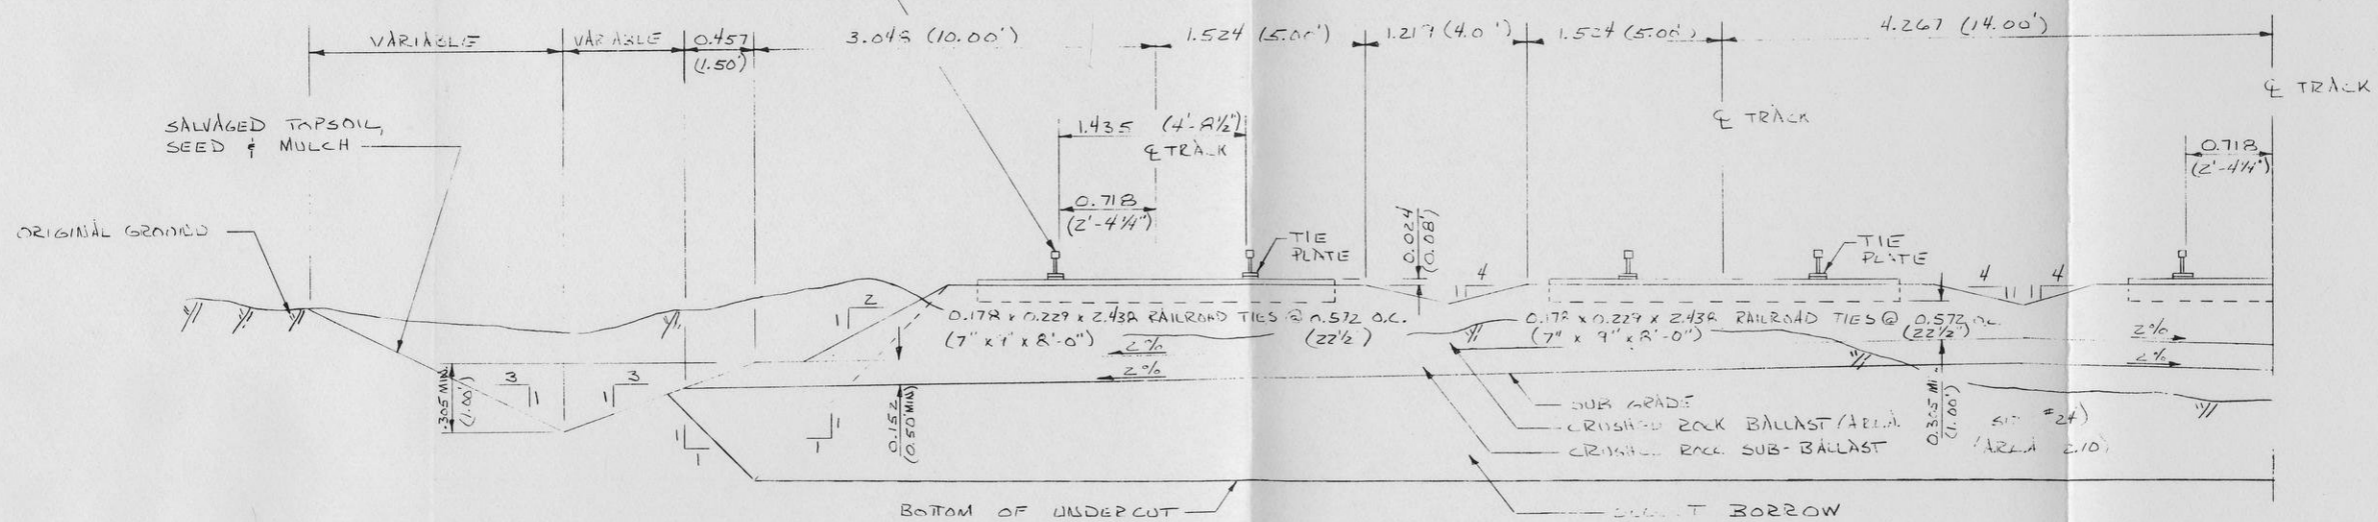 VARIABLE
VARIABLE
0.457
(1.50')
3.048 (10.00')
1.524 (5.00')
1.219 (4.0')
1.524 (5.00')
4.267 (14.00')
℄ TRACK
℄ TRACK
SALVAGED TOPSOIL,
SEED & MULCH
1.435 (4'-8½")
℄ TRACK
0.718
(2'-4¼")
0.718
(2'-4¼")
ORIGINAL GROUND
TIE
PLATE
0.024
(0.08')
4
TIE
PLATE
4
4
2
1
0.178 x 0.229 x 2.438 RAILROAD TIES @ 0.572 O.C.
(7" x 9" x 8'-0") (22½")
0.178 x 0.229 x 2.438 RAILROAD TIES @ 0.572 O.C.
(7" x 9" x 8'-0") (22½")
2%
2%
2%
2%
.305 MIN.
(1.00')
3
1
3
1
0.152
(0.50' MIN)
1
1
1
1
0.305 MI
(1.00')
SUB GRADE
CRUSHED ROCK BALLAST (AREA #24)
CRUSHED ROCK SUB-BALLAST (AREA 2.10)
BOTTOM OF UNDERCUT
BORROW